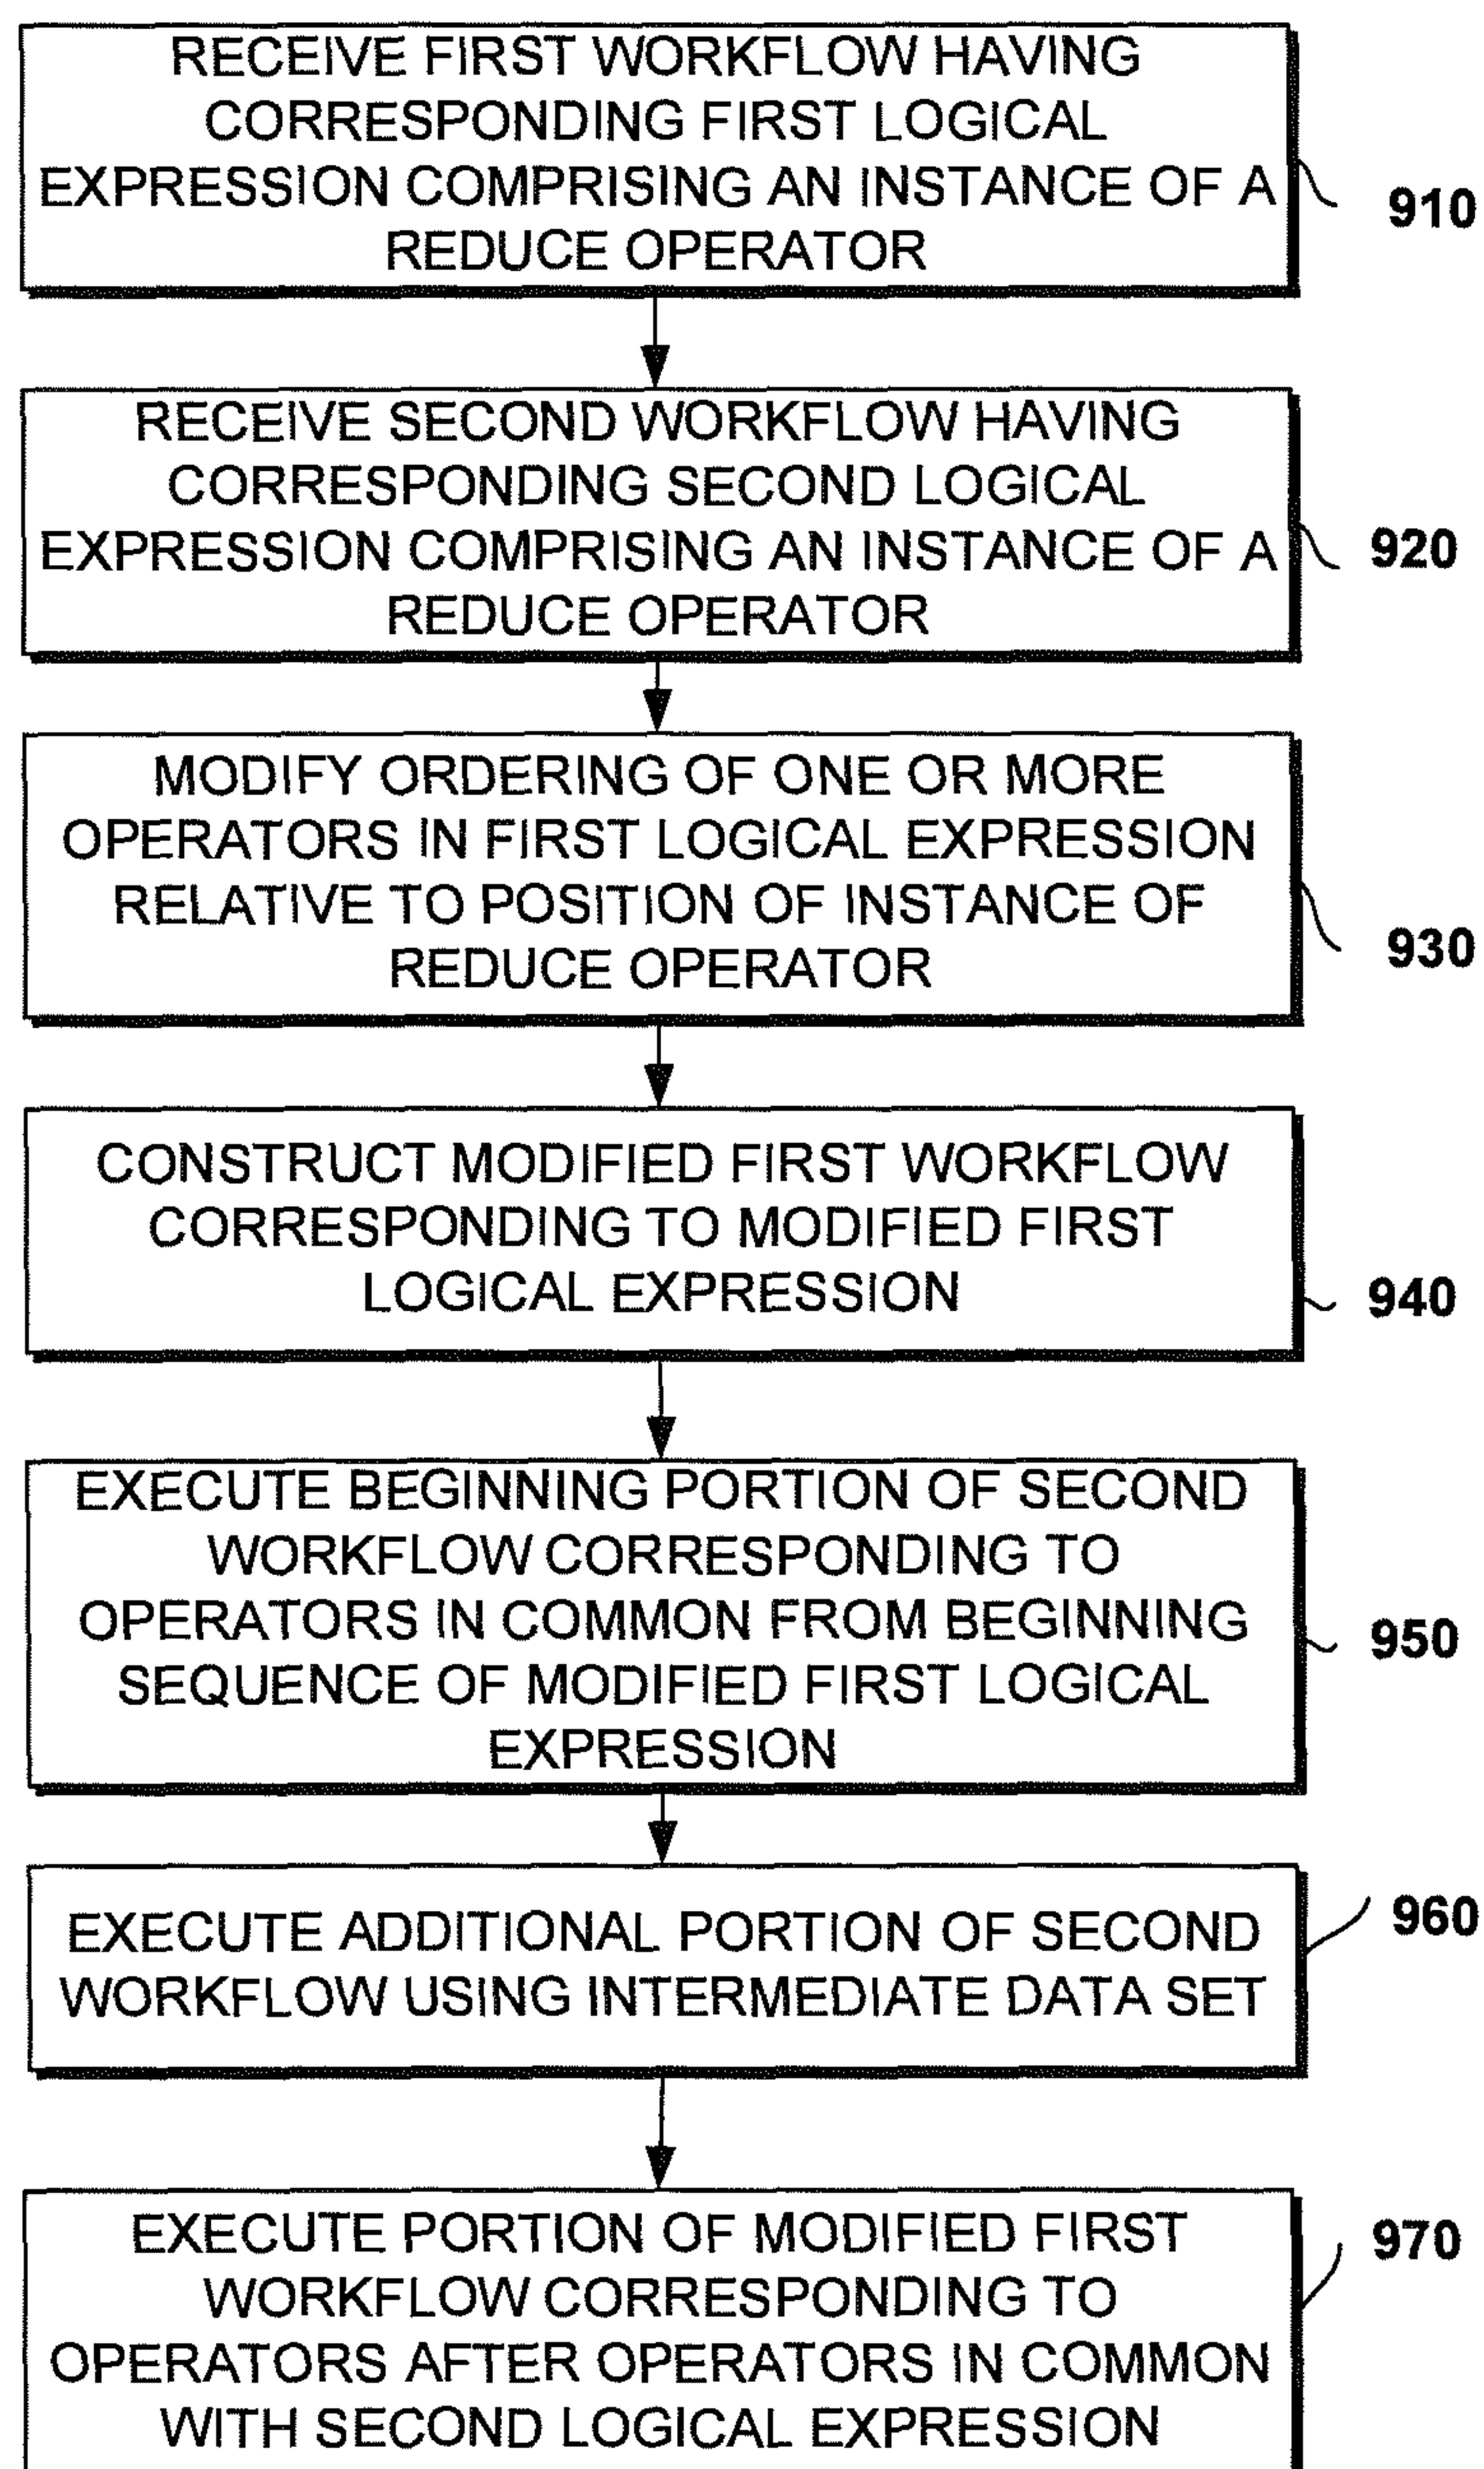 RECEIVE FIRST WORKFLOW HAVING
CORRESPONDING FIRST LOGICAL
EXPRESSION COMPRISING AN INSTANCE OF A
REDUCE OPERATOR
910
RECEIVE SECOND WORKFLOW HAVING
CORRESPONDING SECOND LOGICAL
EXPRESSION COMPRISING AN INSTANCE OF A
REDUCE OPERATOR
920
MODIFY ORDERING OF ONE OR MORE
OPERATORS IN FIRST LOGICAL EXPRESSION
RELATIVE TO POSITION OF INSTANCE OF
REDUCE OPERATOR
930
CONSTRUCT MODIFIED FIRST WORKFLOW
CORRESPONDING TO MODIFIED FIRST
LOGICAL EXPRESSION
940
EXECUTE BEGINNING PORTION OF SECOND
WORKFLOW CORRESPONDING TO
OPERATORS IN COMMON FROM BEGINNING
SEQUENCE OF MODIFIED FIRST LOGICAL
EXPRESSION
950
EXECUTE ADDITIONAL PORTION OF SECOND
WORKFLOW USING INTERMEDIATE DATA SET
960
EXECUTE PORTION OF MODIFIED FIRST
WORKFLOW CORRESPONDING TO
OPERATORS AFTER OPERATORS IN COMMON
WITH SECOND LOGICAL EXPRESSION
970